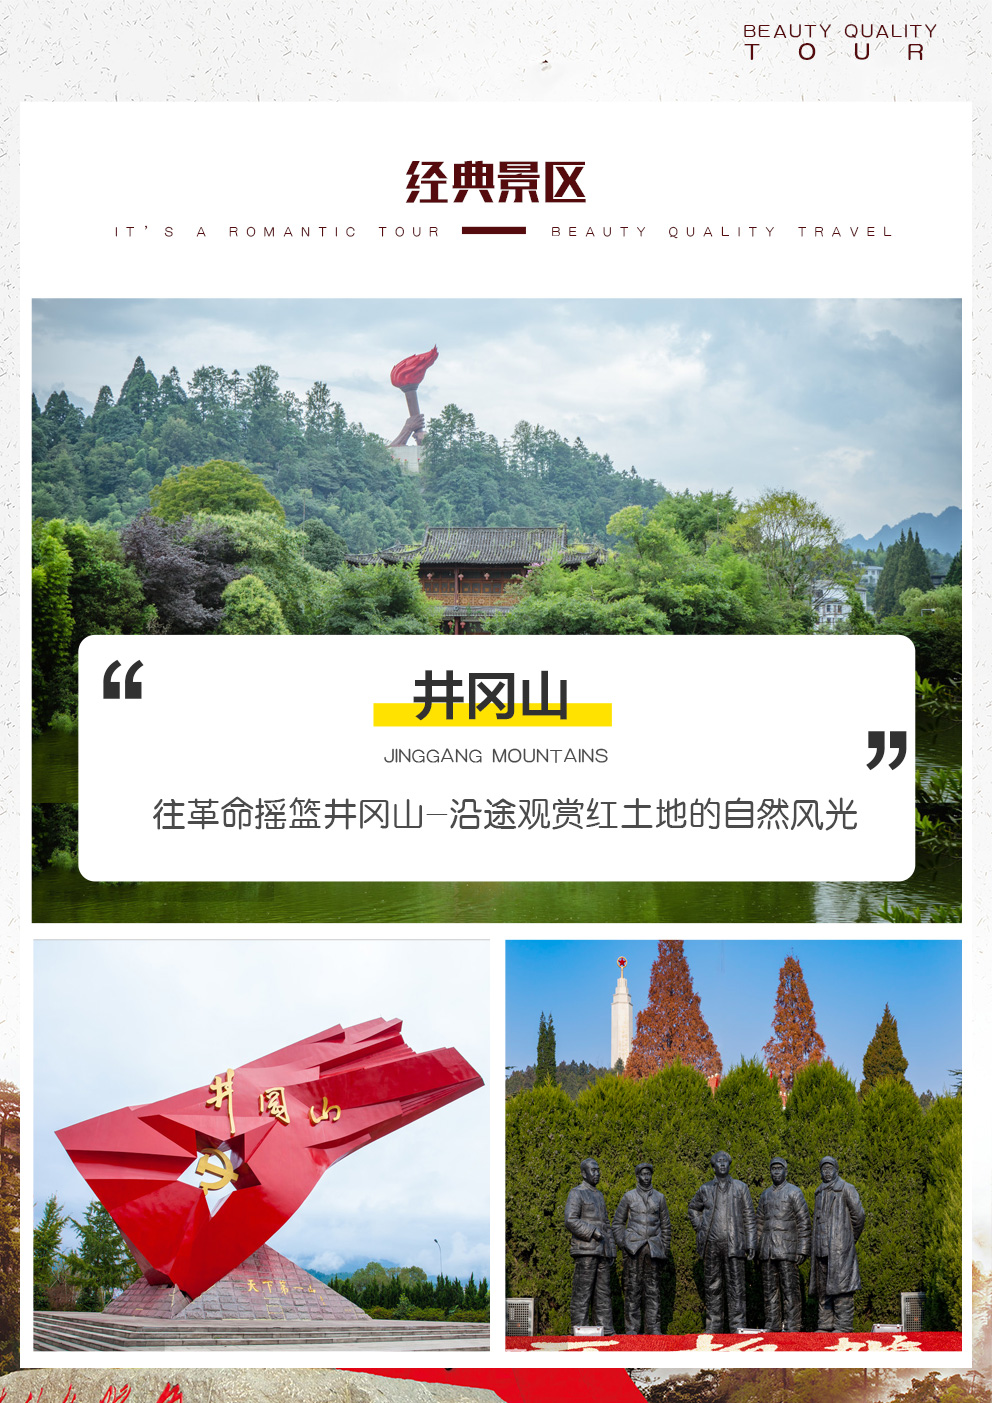 BEAUTY QUALITY
TOUR
经典景区
IT'S A ROMANTIC TOUR
BEAUTY QUALITY TRAVEL
“
井冈山
JINGGANG MOUNTAINS
”
往革命摇篮井冈山—沿途观赏红土地的自然风光
井冈山
天下第一山